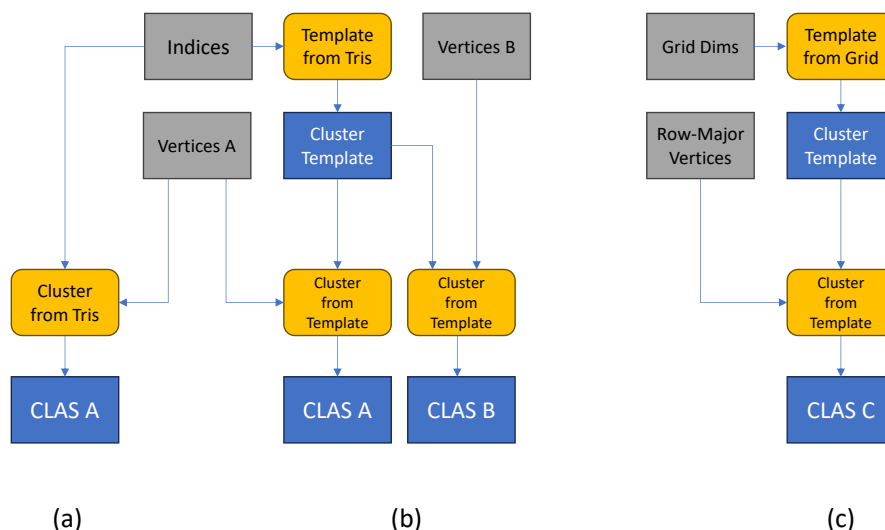 Indices
Template
from Tris
Vertices B
Grid Dims
Template
from Grid
Vertices A
Cluster
Template
Row-Major
Vertices
Cluster
Template
Cluster
from Tris
Cluster
from
Template
Cluster
from
Template
Cluster
from
Template
CLAS A
CLAS A
CLAS B
CLAS C
(a)
(b)
(c)